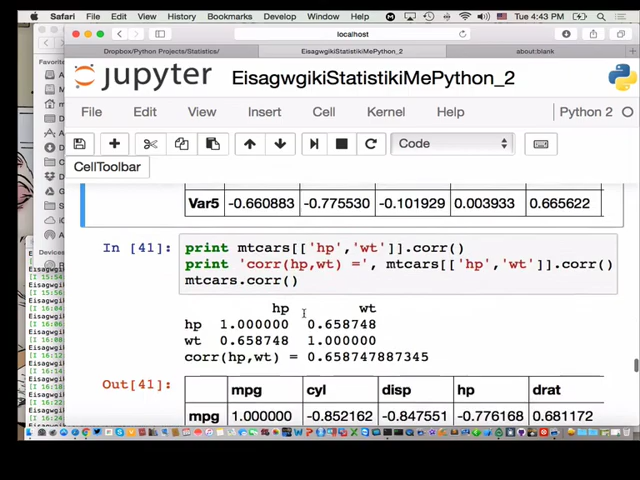 Safari File Edit View History Bookmarks Develop Window Help Tue 4:43 PM
localhost
Dropbox/Python Projects/Statistics/ EisagwgikiStatistikiMePython_2 about:blank
Favorita
jupyter EisagwgikiStatistikiMePython_2
File Edit View Insert Cell Kernel Help Python 2
Code
CellToolbar
Var5 -0.660883 -0.775530 -0.101929 0.003933 0.665622
In [41]: print mtcars[['hp','wt']].corr()
print 'corr(hp,wt) =', mtcars[['hp','wt']].corr()
mtcars.corr()
hp wt
hp 1.000000 0.658748
wt 0.658748 1.000000
corr(hp,wt) = 0.658747887345
Out[41]: mpg cyl disp hp drat
mpg 1.000000 -0.852162 -0.847551 -0.776168 0.681172